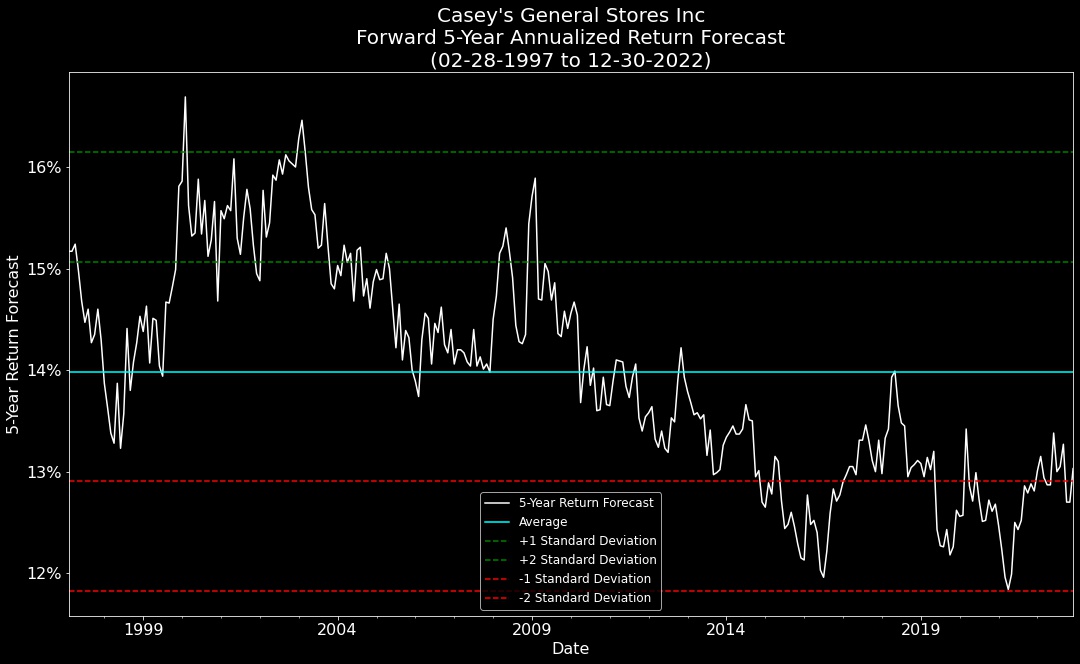 Casey's General Stores Inc
Forward 5-Year Annualized Return Forecast
(02-28-1997 to 12-30-2022)
16%
15%
14%
13%
12%
5-Year Return Forecast
5-Year Return Forecast
Average
+1 Standard Deviation
+2 Standard Deviation
-1 Standard Deviation
-2 Standard Deviation
1999 2004 2009 2014 2019
Date